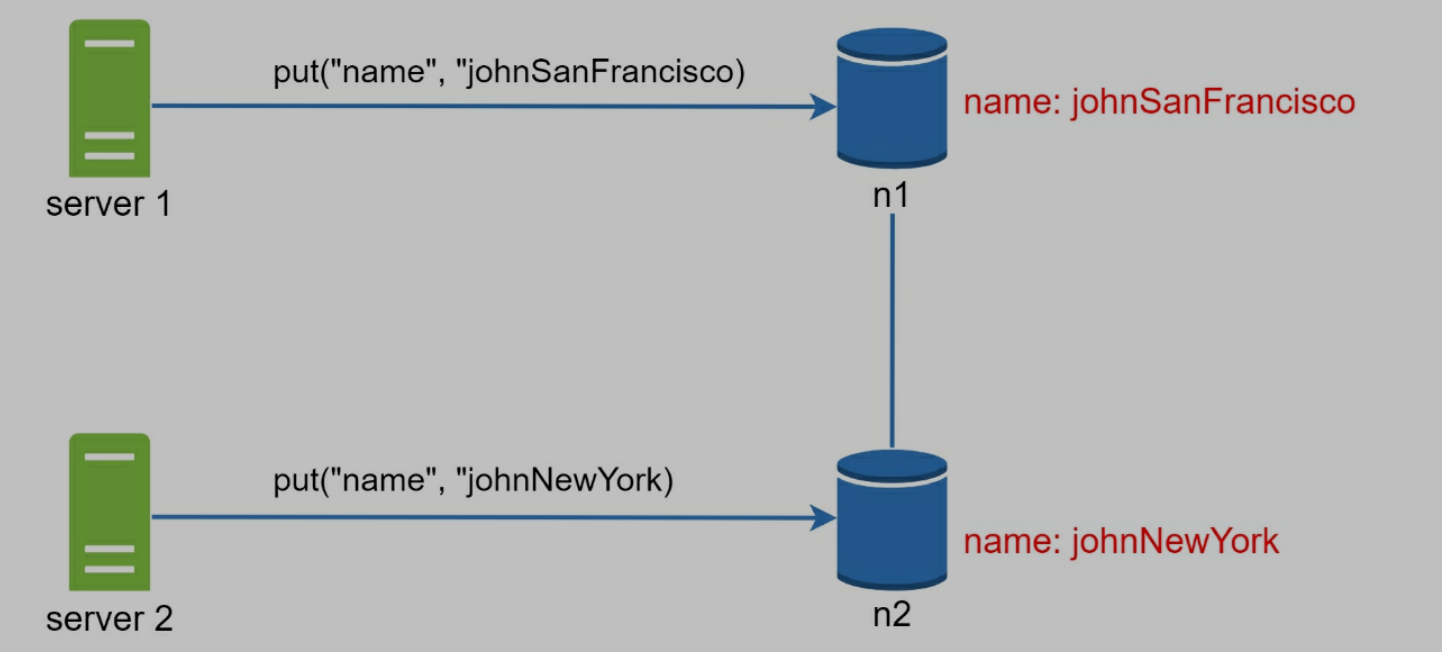 put("name", "johnSanFrancisco)
name: johnSanFrancisco
server 1
n1
put("name", "johnNewYork)
name: johnNewYork
server 2
n2